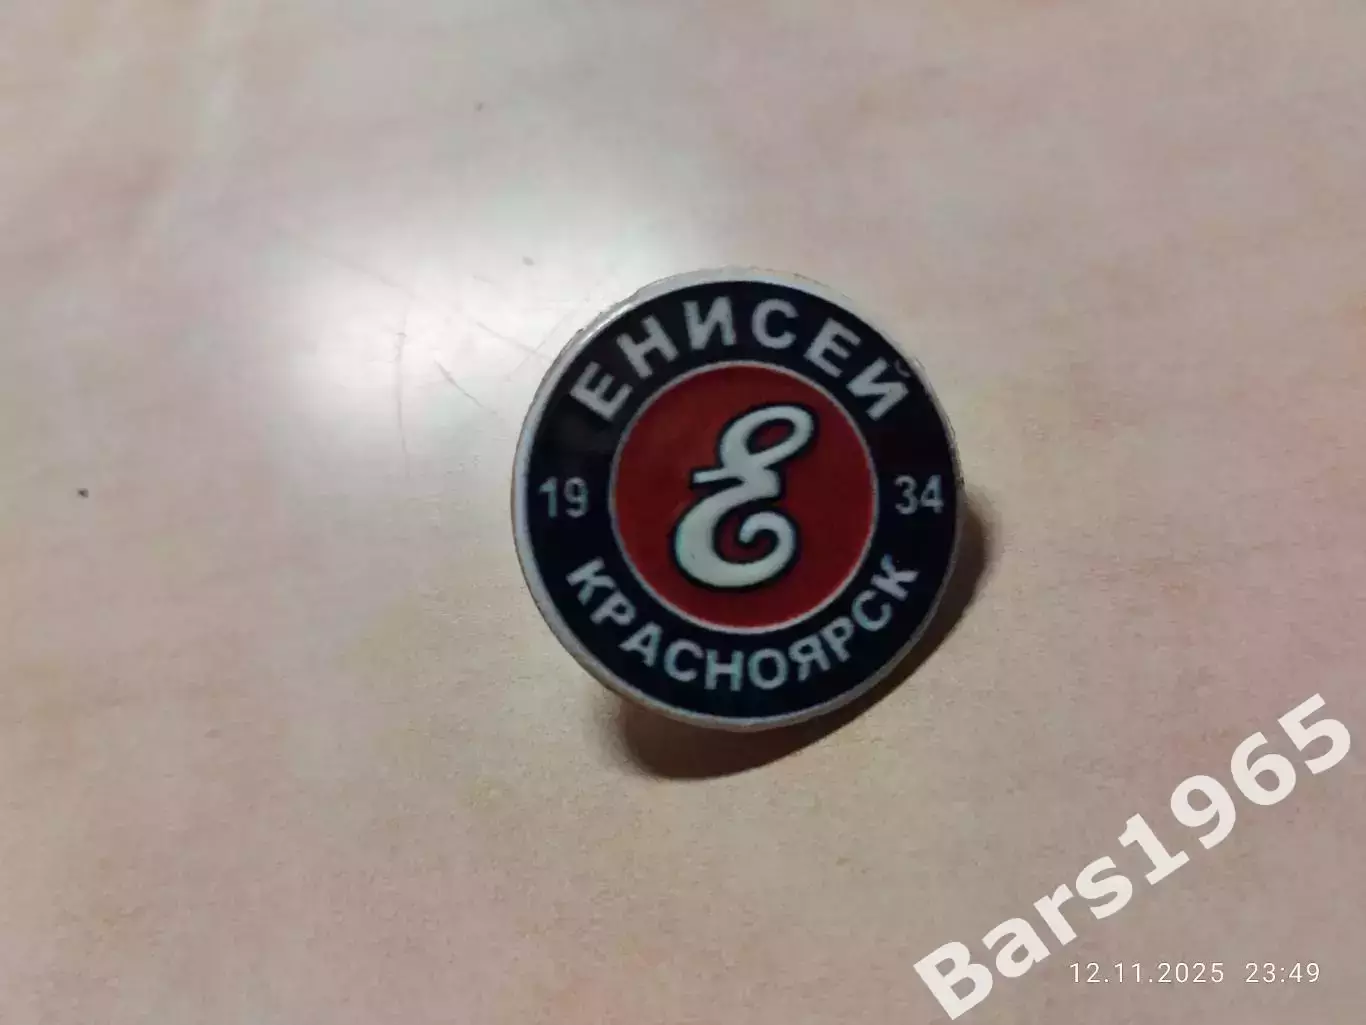 ЕНИСЕЙ
Е
19 34
КРАСНОЯРСК
Bars1965
12.11.2025 23:49